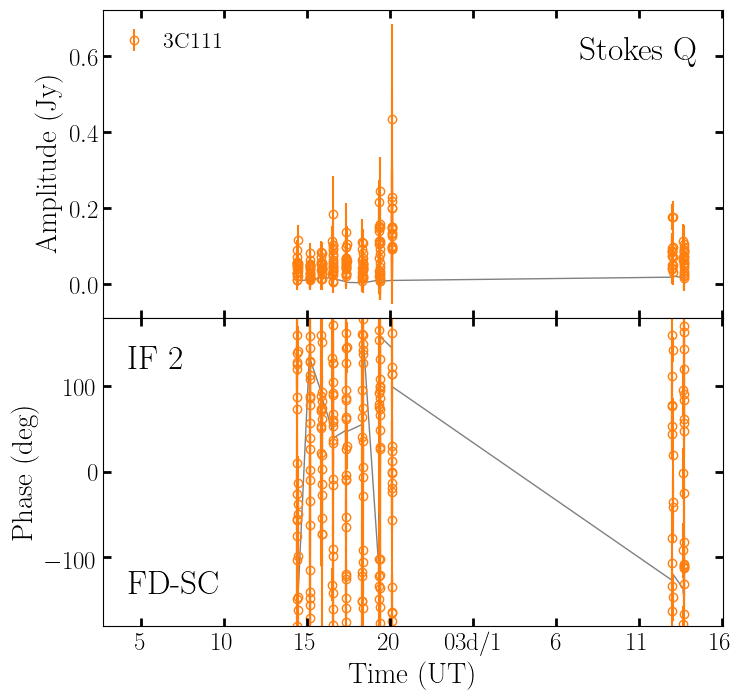 3C111
Stokes Q
Amplitude (Jy)
0.6
0.4
0.2
0.0
IF 2
FD-SC
Phase (deg)
100
0
−100
5 10 15 20 03d/1 6 11 16
Time (UT)